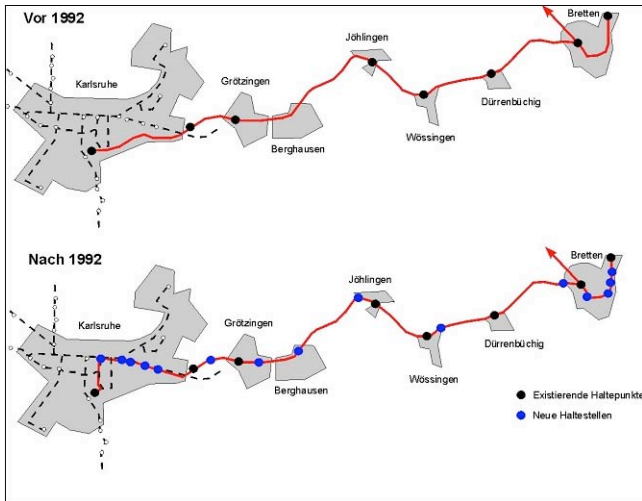 Vor 1992
Karlsruhe
Grötzingen
Berghausen
Jöhlingen
Wössingen
Dürrenbüchig
Bretten
Nach 1992
Karlsruhe
Grötzingen
Berghausen
Jöhlingen
Wössingen
Dürrenbüchig
Bretten
Existierende Haltepunkte
Neue Haltestellen